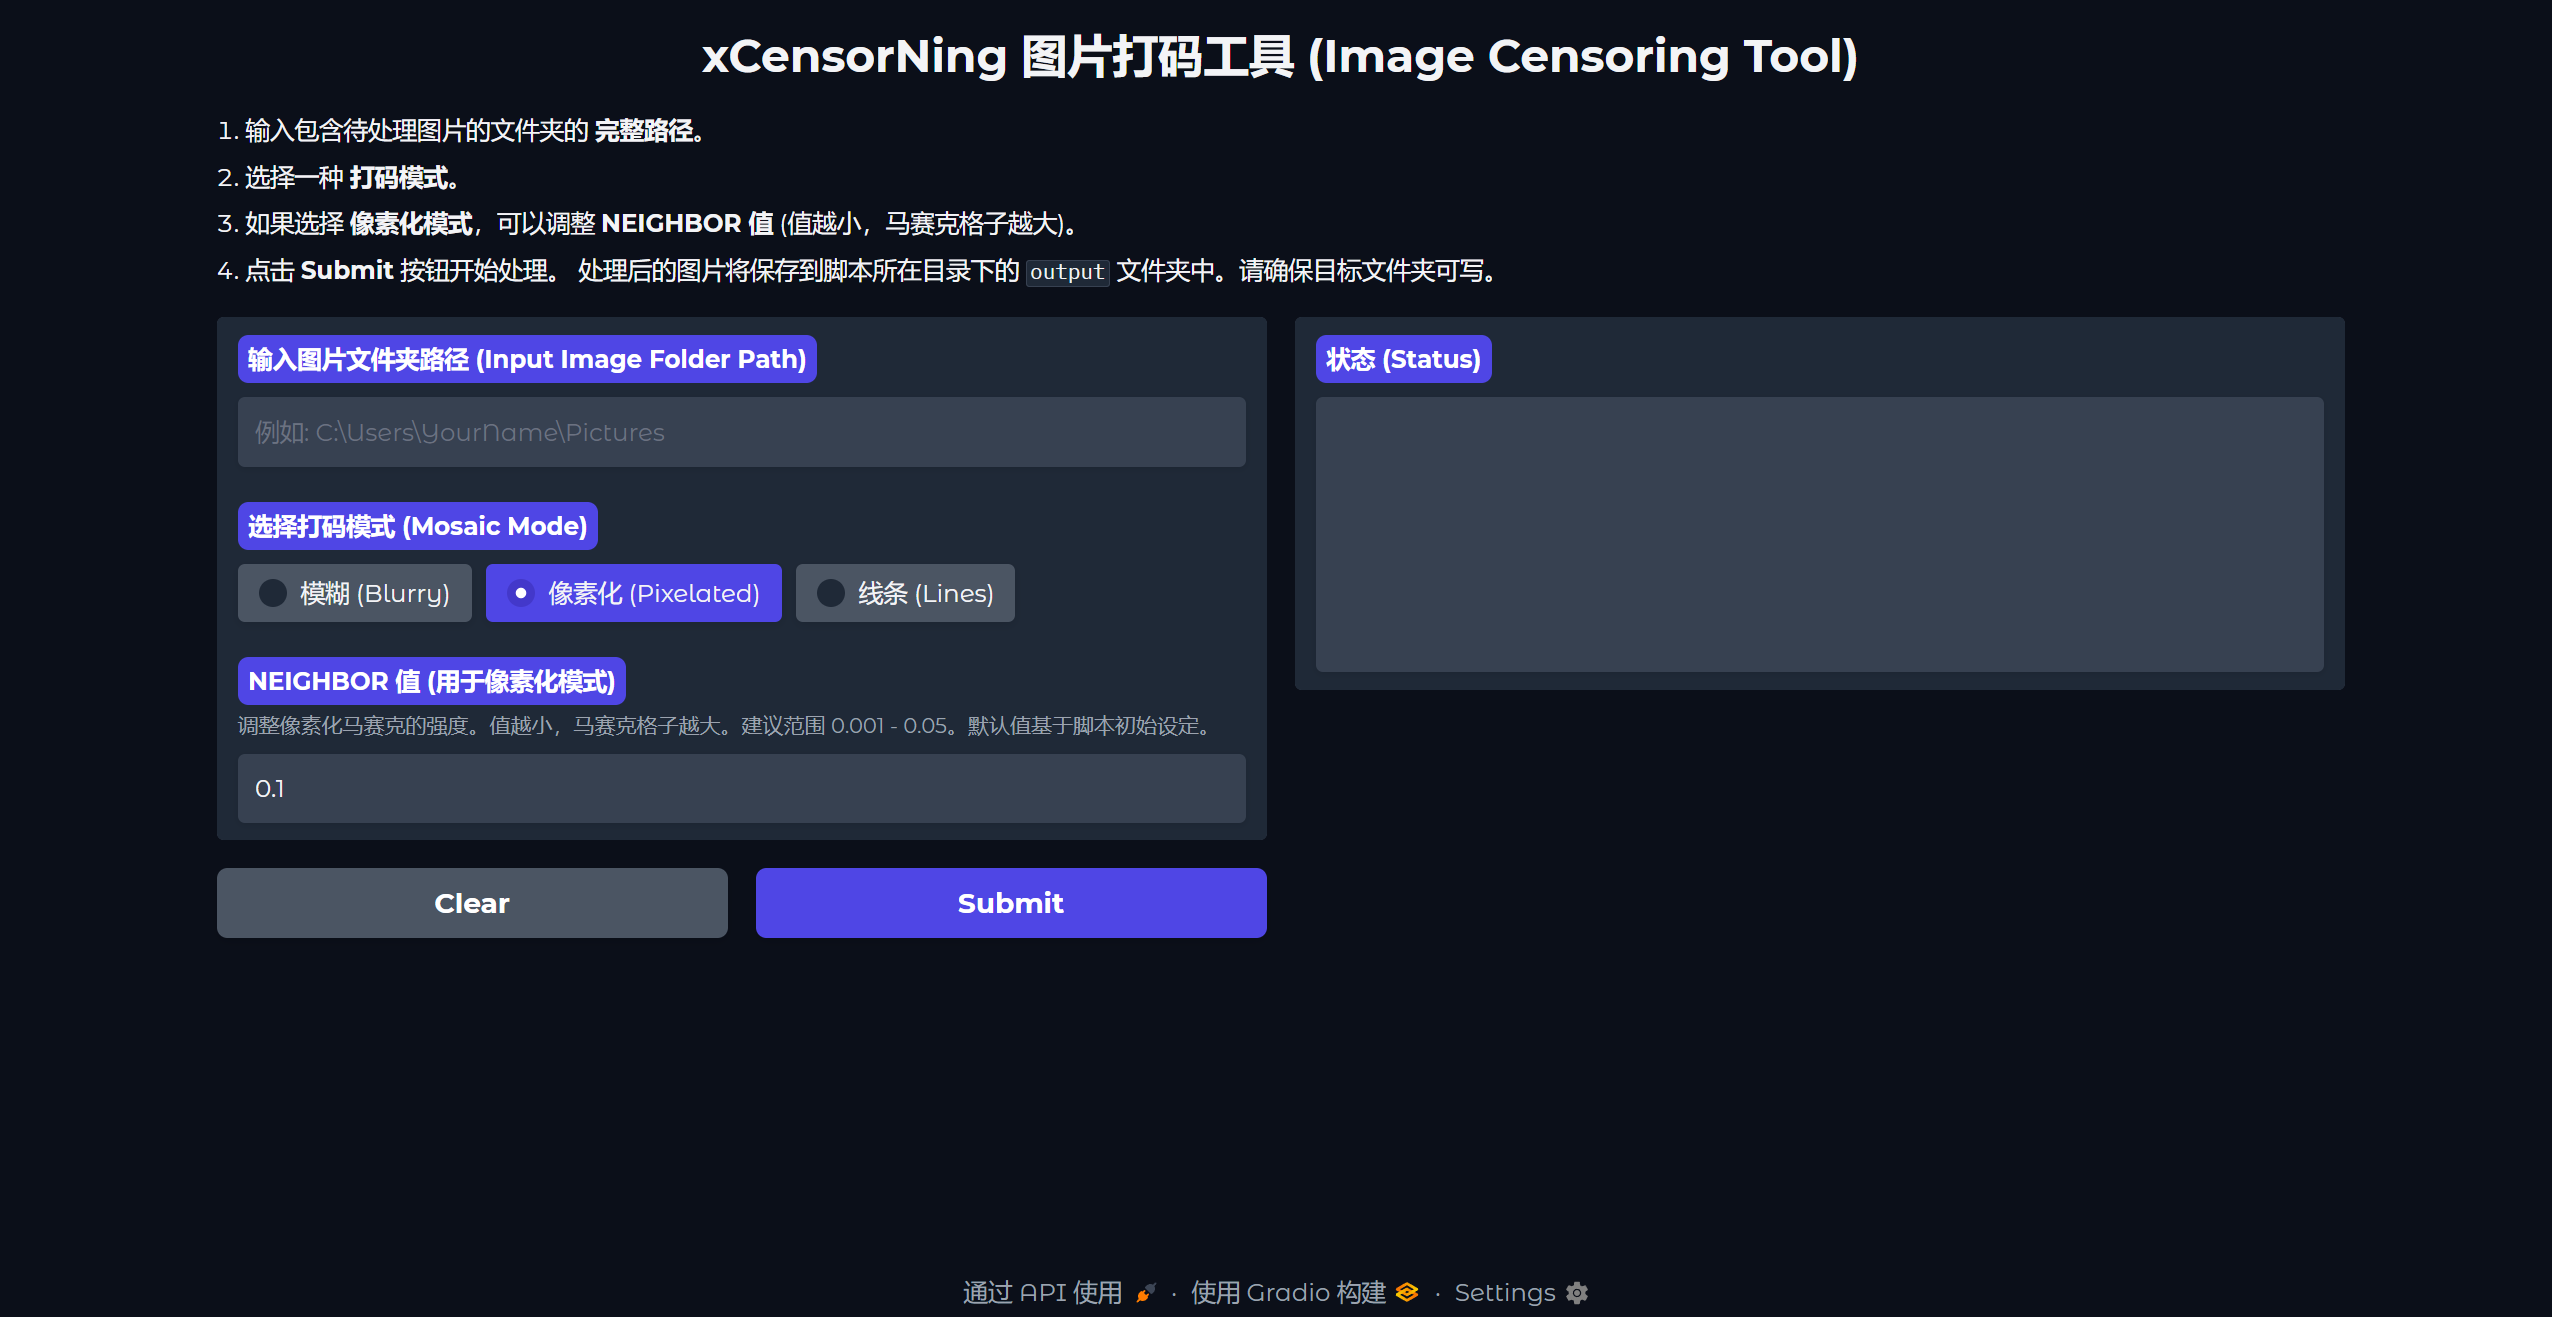 xCensorNing 图片打码工具 (Image Censoring Tool)
1. 输入包含待处理图片的文件夹的 完整路径。
2. 选择一种 打码模式。
3. 如果选择 像素化模式，可以调整 NEIGHBOR 值 (值越小，马赛克格子越大)。
4. 点击 Submit 按钮开始处理。 处理后的图片将保存到脚本所在目录下的 output 文件夹中。请确保目标文件夹可写。
输入图片文件夹路径 (Input Image Folder Path)
例如: C:\Users\YourName\Pictures
选择打码模式 (Mosaic Mode)
模糊 (Blurry)
像素化 (Pixelated)
线条 (Lines)
NEIGHBOR 值 (用于像素化模式)
调整像素化马赛克的强度。值越小，马赛克格子越大。建议范围 0.001 - 0.05。默认值基于脚本初始设定。
0.1
Clear
Submit
状态 (Status)
通过 API 使用 · 使用 Gradio 构建 · Settings